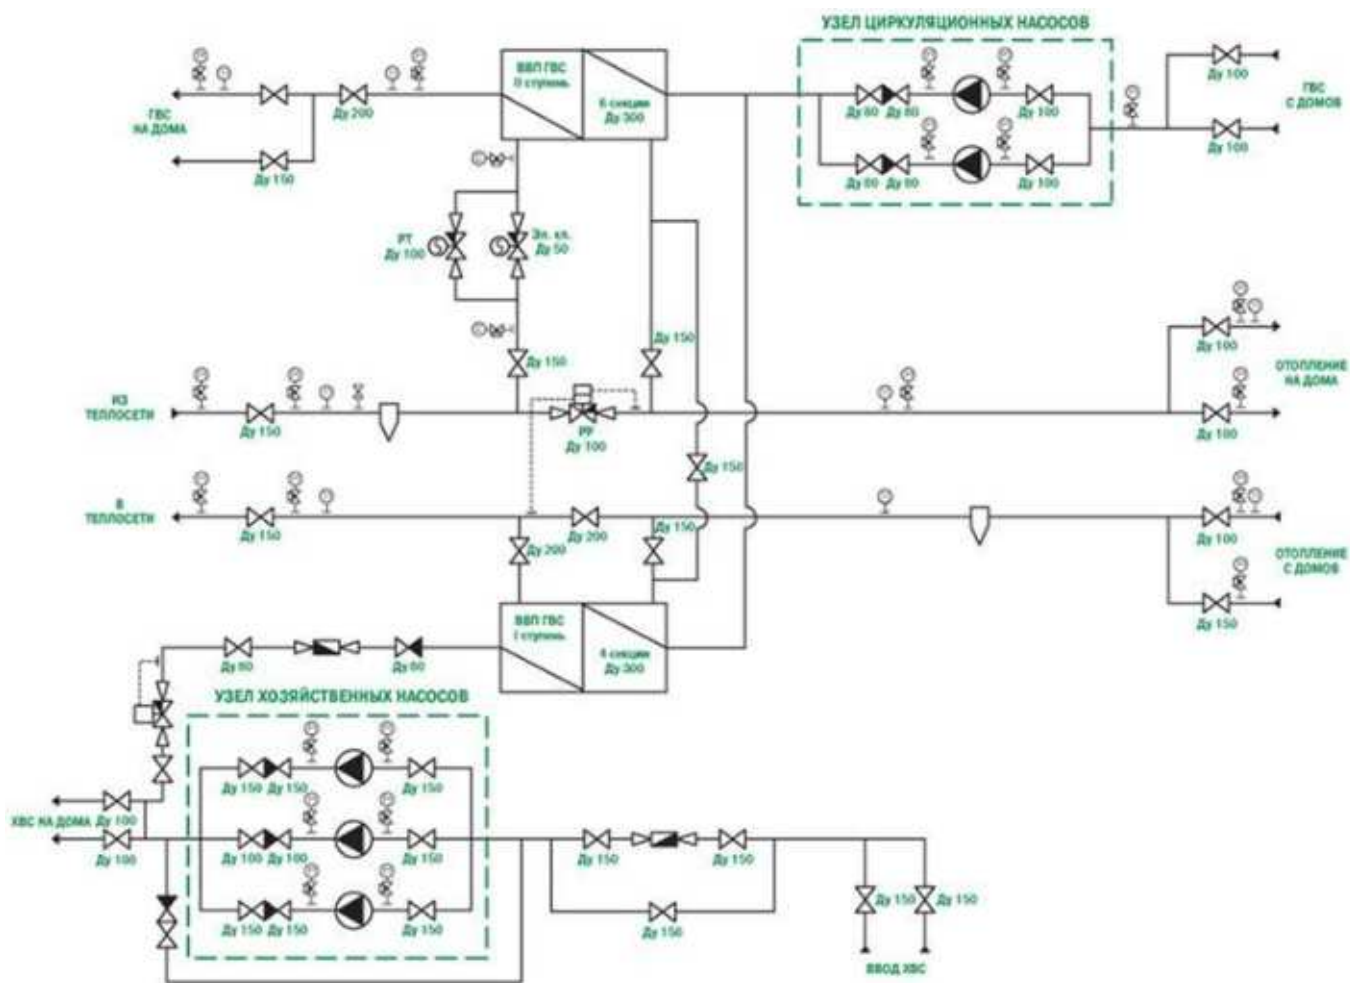 УЗЕЛ ЦИРКУЛЯЦИОННЫХ НАСОСОВ
ВВП ГВС
II ступень
6 секции
Ду 300
Ду 100
ГВС
НА ДОМА
Ду 200
Ду 80
Ду 80
Ду 100
ГВС
С ДОМОВ
Ду 100
Ду 150
Ду 80
Ду 80
Ду 100
РТ
Ду 100
Эл. кл.
Ду 50
Ду 150
Ду 150
Ду 100
ОТОПЛЕНИЕ
НА ДОМА
ИЗ
ТЕПЛОСЕТИ
Ду 150
РУ
Ду 100
Ду 100
Ду 150
В
ТЕПЛОСЕТИ
Ду 150
Ду 200
Ду 200
Ду 150
Ду 100
ОТОПЛЕНИЕ
С ДОМОВ
Ду 150
ВВП ГВС
I ступень
4 секции
Ду 300
Ду 80
Ду 80
УЗЕЛ ХОЗЯЙСТВЕННЫХ НАСОСОВ
Ду 150
Ду 150
Ду 150
ХВС НА ДОМА
Ду 100
Ду 100
Ду 100
Ду 100
Ду 150
Ду 150
Ду 150
Ду 150
Ду 150
Ду 150
Ду 150
Ду 150
Ду 150
ВВОД ХВС